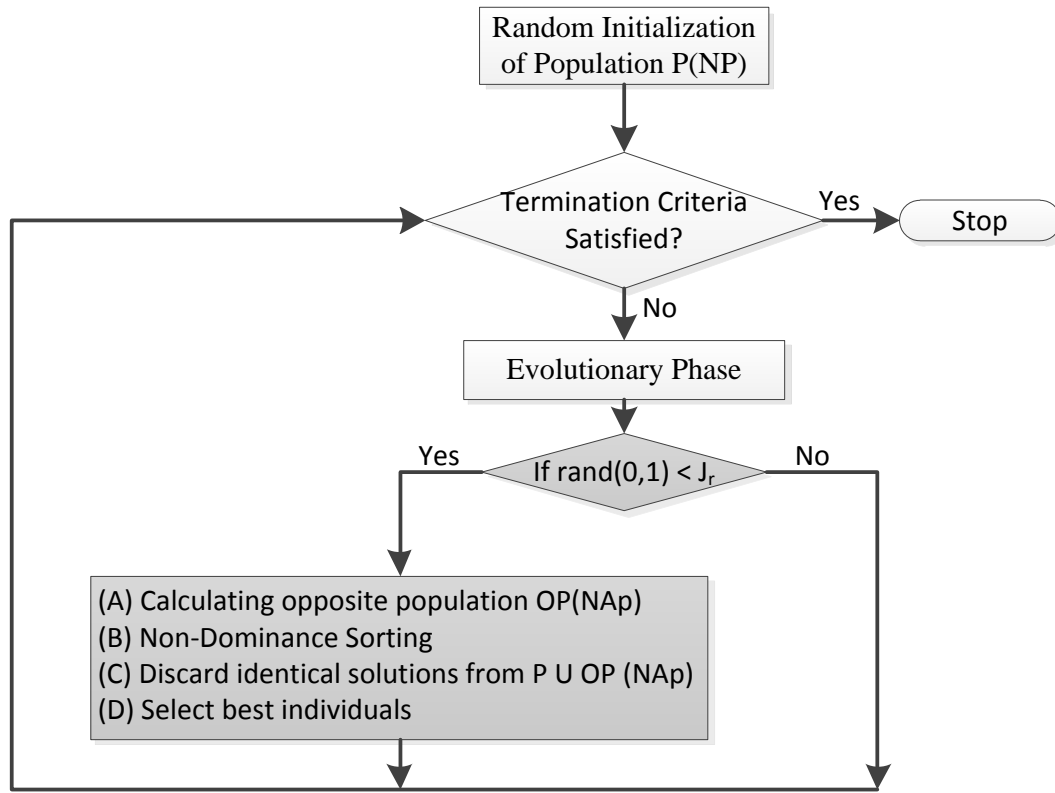 Random Initialization
of Population P(NP)
Termination Criteria
Satisfied?
Yes
Stop
No
Evolutionary Phase
Yes
If rand(0,1) < Jr
No
(A) Calculating opposite population OP(NAp)
(B) Non-Dominance Sorting
(C) Discard identical solutions from P U OP (NAp)
(D) Select best individuals